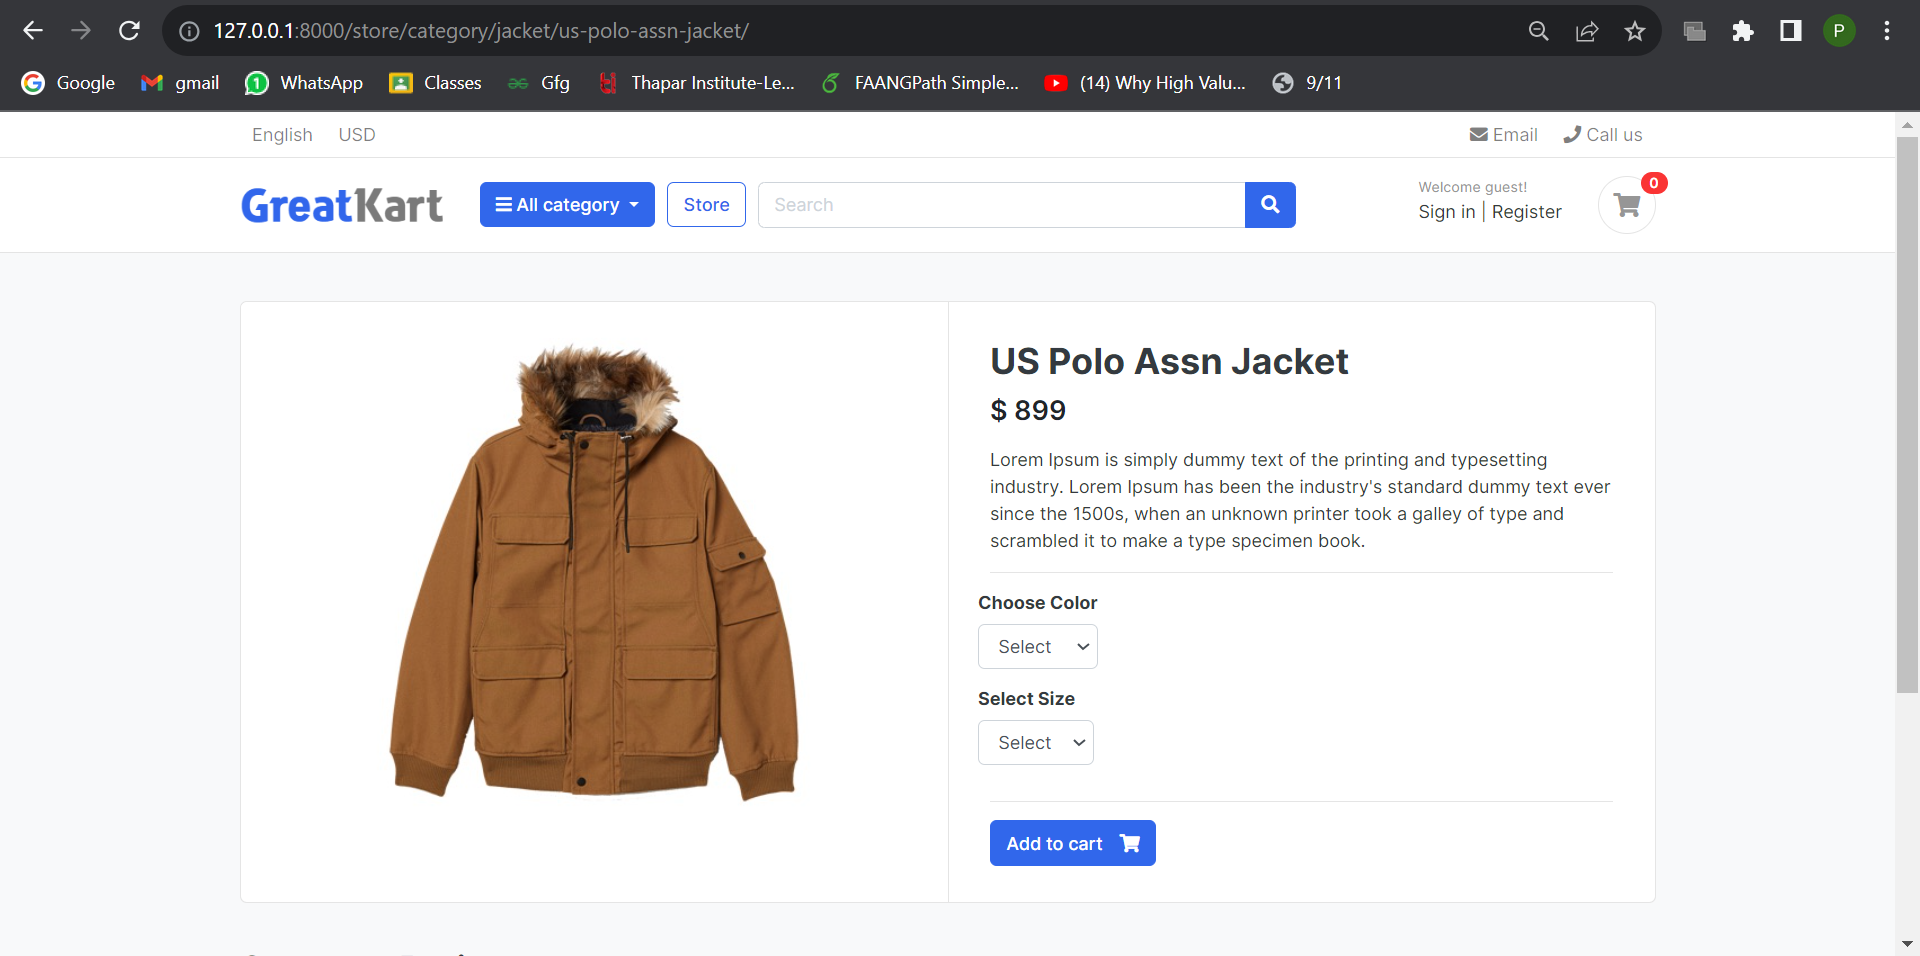 127.0.0.1:8000/store/category/jacket/us-polo-assn-jacket/
P
Google gmail 1 WhatsApp Classes Gfg Thapar Institute-Le... FAANGPath Simple... (14) Why High Valu... 9/11
English USD Email Call us
GreatKart All category Store Search Welcome guest! 0
Sign in | Register
US Polo Assn Jacket
$ 899
Lorem Ipsum is simply dummy text of the printing and typesetting
industry. Lorem Ipsum has been the industry's standard dummy text ever
since the 1500s, when an unknown printer took a galley of type and
scrambled it to make a type specimen book.
Choose Color
Select
Select Size
Select
Add to cart